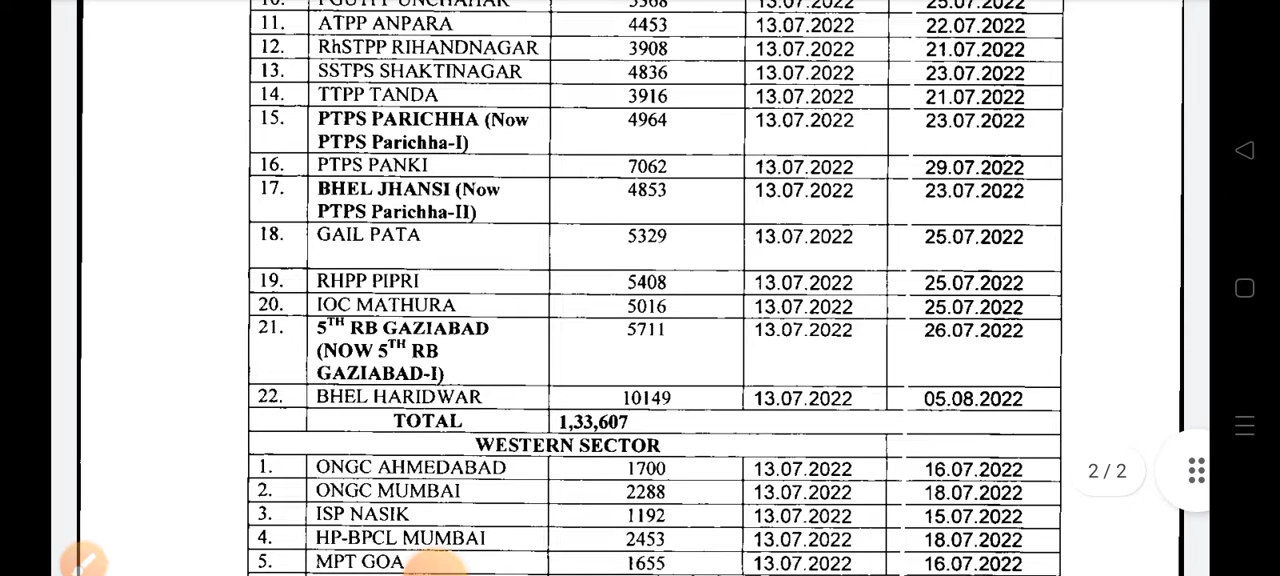 10. FGUTPP UNCHAHAR 5368 13.07.2022 25.07.2022
11. ATPP ANPARA 4453 13.07.2022 22.07.2022
12. RhSTPP RIHANDNAGAR 3908 13.07.2022 21.07.2022
13. SSTPS SHAKTINAGAR 4836 13.07.2022 23.07.2022
14. TTPP TANDA 3916 13.07.2022 21.07.2022
15. PTPS PARICHHA (Now 4964 13.07.2022 23.07.2022
PTPS Parichha-I)
16. PTPS PANKI 7062 13.07.2022 29.07.2022
17. BHEL JHANSI (Now 4853 13.07.2022 23.07.2022
PTPS Parichha-II)
18. GAIL PATA 5329 13.07.2022 25.07.2022
19. RHPP PIPRI 5408 13.07.2022 25.07.2022
20. IOC MATHURA 5016 13.07.2022 25.07.2022
21. 5TH RB GAZIABAD 5711 13.07.2022 26.07.2022
(NOW 5TH RB
GAZIABAD-I)
22. BHEL HARIDWAR 10149 13.07.2022 05.08.2022
TOTAL 1,33,607
WESTERN SECTOR
1. ONGC AHMEDABAD 1700 13.07.2022 16.07.2022
2. ONGC MUMBAI 2288 13.07.2022 18.07.2022
3. ISP NASIK 1192 13.07.2022 15.07.2022
4. HP-BPCL MUMBAI 2453 13.07.2022 18.07.2022
5. MPT GOA 1655 13.07.2022 16.07.2022
2/2